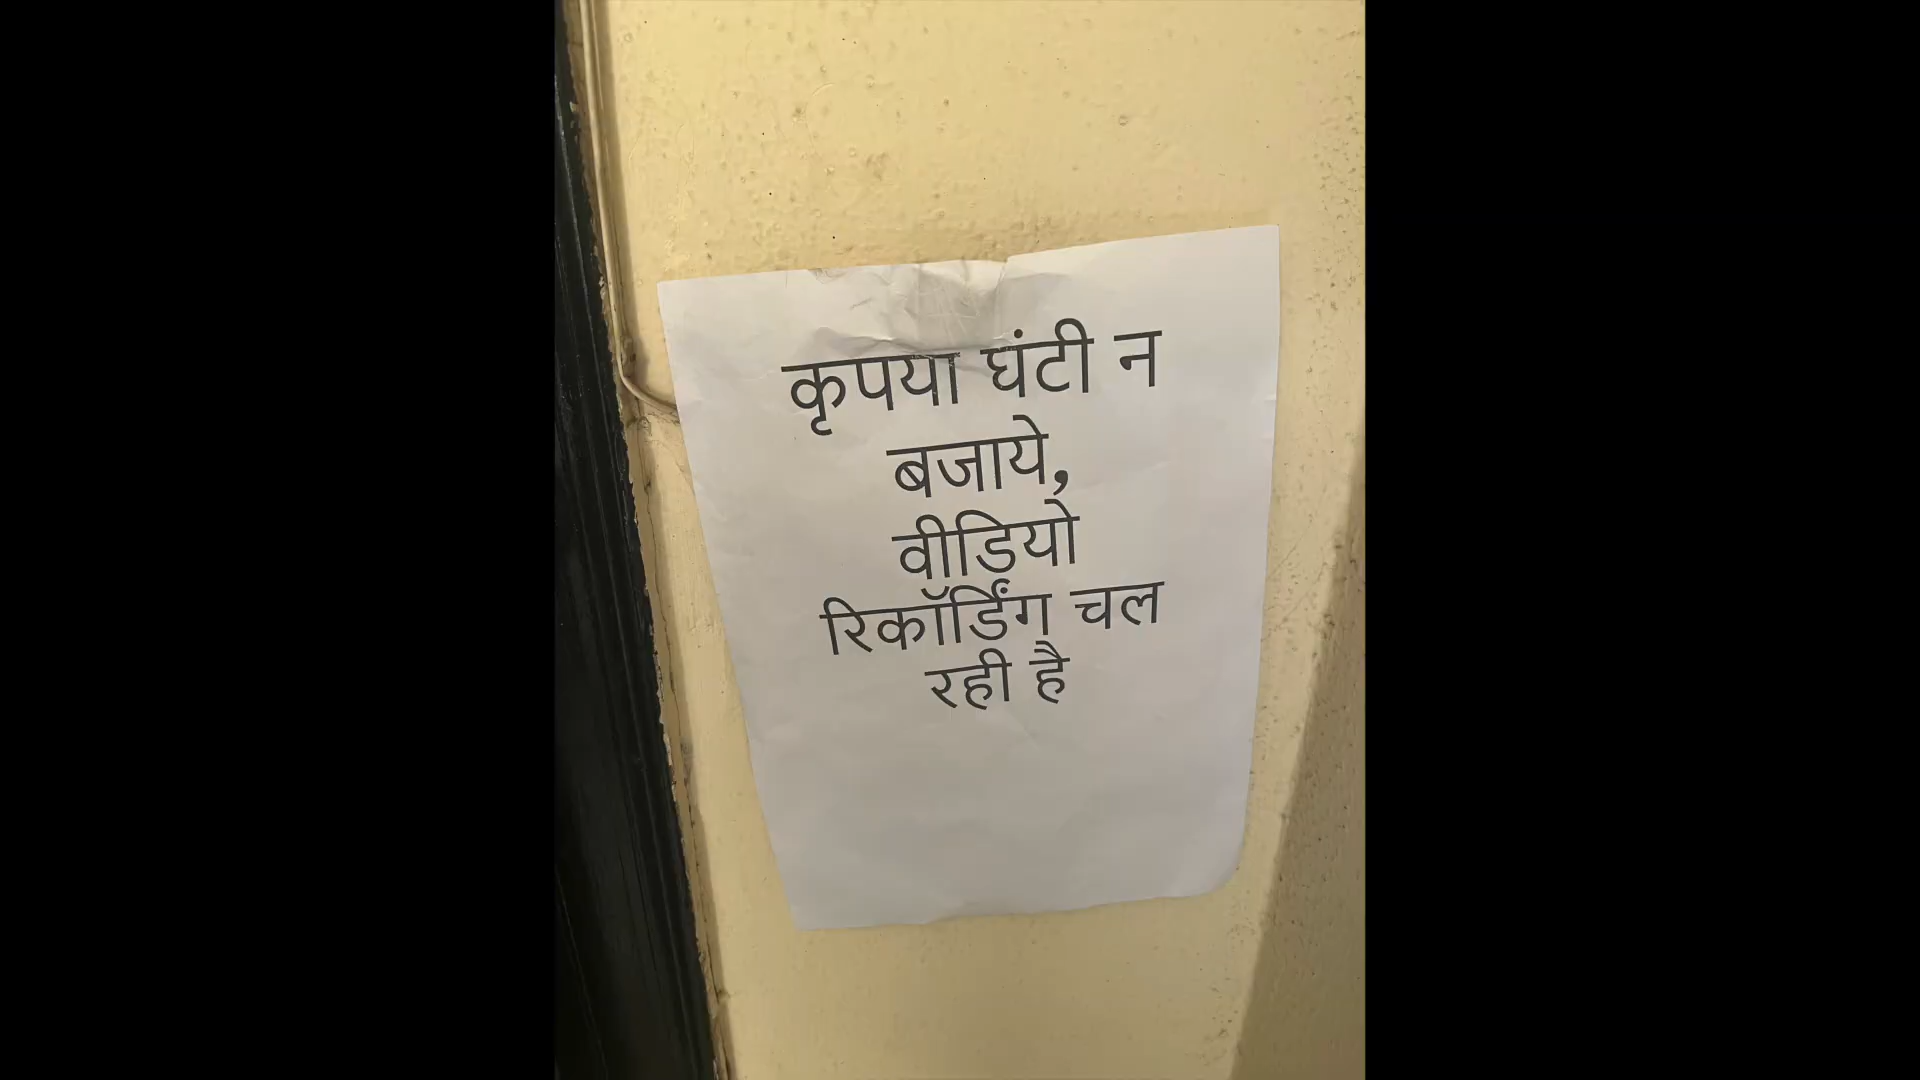 कृपया घंटी न
बजाये,
वीडियो
रिकॉर्डिंग चल
रही है